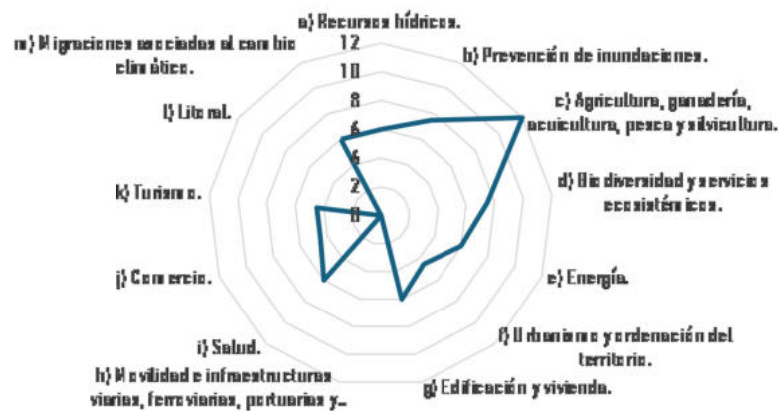 a) Recursos hídricos.
b) Prevención de inundaciones.
c) Agricultura, ganadería,
acuicultura, pesca y silvicultura.
d) Biodiversidad y servicios
ecosistémicos.
e) Energía.
f) Urbanismo y ordenación del
territorio.
g) Edificación y vivienda.
h) Movilidad e infraestructuras
viarias, ferroviarias, portuarias y...
i) Salud.
j) Comercio.
k) Turismo.
l) Litoral.
m) Migraciones asociadas al cambio
climático.
12
10
8
6
4
2
0